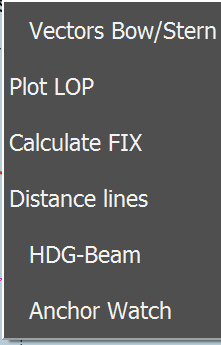 Vectors Bow/Stern
Plot LOP
Calculate FIX
Distance lines
HDG-Beam
Anchor Watch